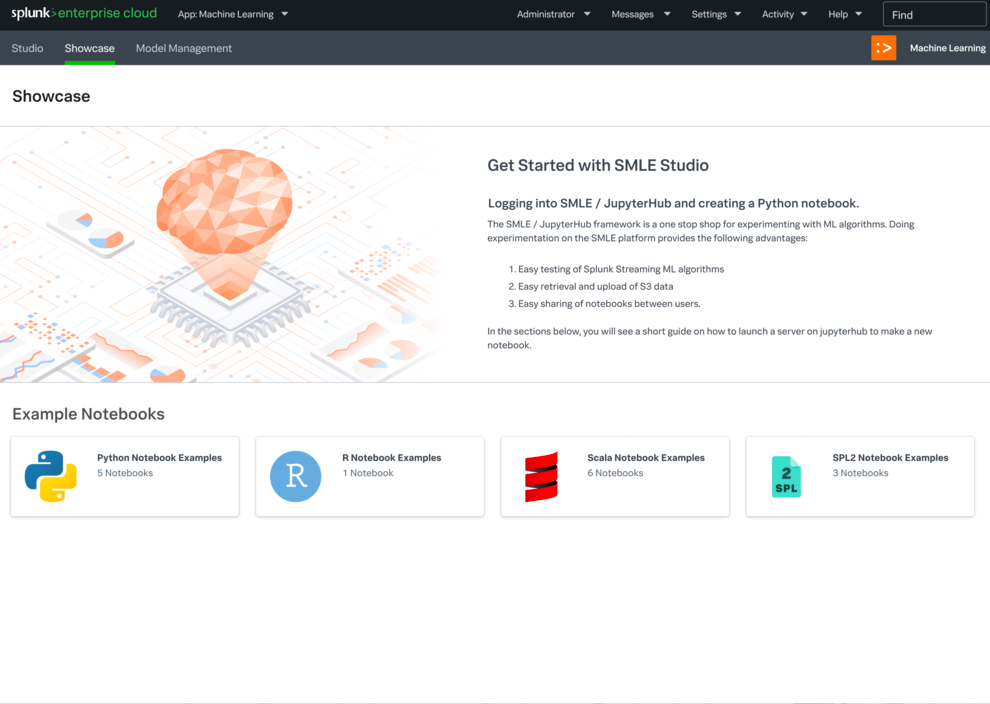 splunk>enterprise cloud App: Machine Learning Administrator Messages Settings Activity Help Find
Studio Showcase Model Management Machine Learning
Showcase
Get Started with SMLE Studio
Logging into SMLE / JupyterHub and creating a Python notebook.
The SMLE / JupyterHub framework is a one stop shop for experimenting with ML algorithms. Doing
experimentation on the SMLE platform provides the following advantages:
1. Easy testing of Splunk Streaming ML algorithms
2. Easy retrieval and upload of S3 data
3. Easy sharing of notebooks between users.
In the sections below, you will see a short guide on how to launch a server on jupyterhub to make a new
notebook.
Example Notebooks
Python Notebook Examples
5 Notebooks
R
R Notebook Examples
1 Notebook
Scala Notebook Examples
6 Notebooks
2
SPL
SPL2 Notebook Examples
3 Notebooks